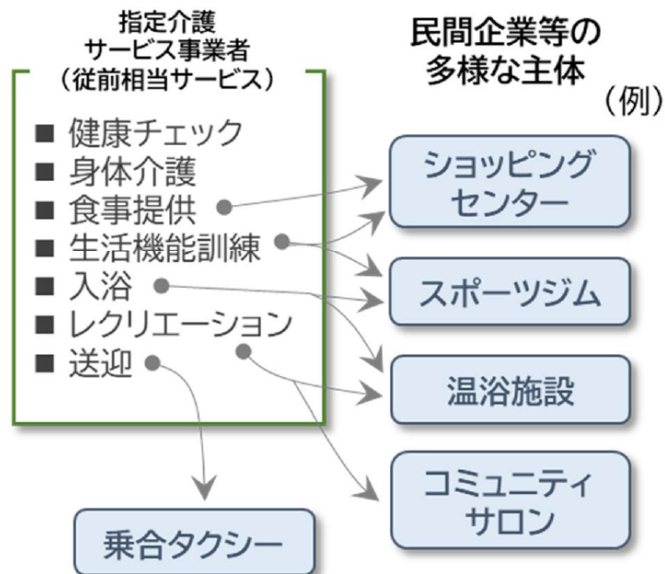 指定介護
サービス事業者
（従前相当サービス）
■ 健康チェック
■ 身体介護
■ 食事提供
■ 生活機能訓練
■ 入浴
■ レクリエーション
■ 送迎
民間企業等の
多様な主体
（例）
ショッピング
センター
スポーツジム
温浴施設
コミュニティ
サロン
乗合タクシー